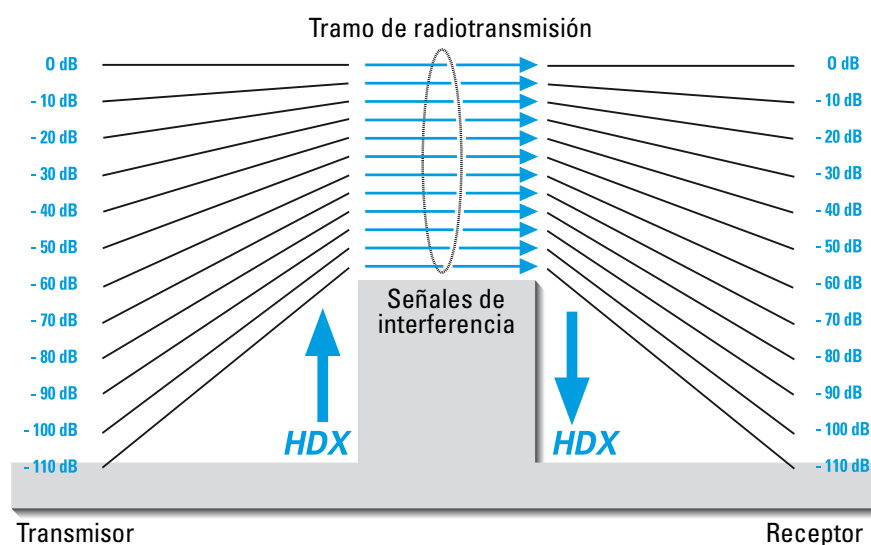 Tramo de radiotransmisión
0 dB
- 10 dB
- 20 dB
- 30 dB
- 40 dB
- 50 dB
- 60 dB
- 70 dB
- 80 dB
- 90 dB
- 100 dB
- 110 dB
Señales de
interferencia
HDX
HDX
0 dB
- 10 dB
- 20 dB
- 30 dB
- 40 dB
- 50 dB
- 60 dB
- 70 dB
- 80 dB
- 90 dB
- 100 dB
- 110 dB
Transmisor
Receptor